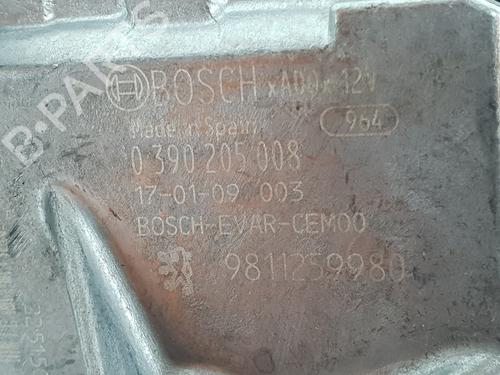 BOSCH xA00x 12V
Made in Spain 964
0 390 205 008
17-01-09 003
BOSCH-EVAR-CEM00
9811259980
B-PARTS